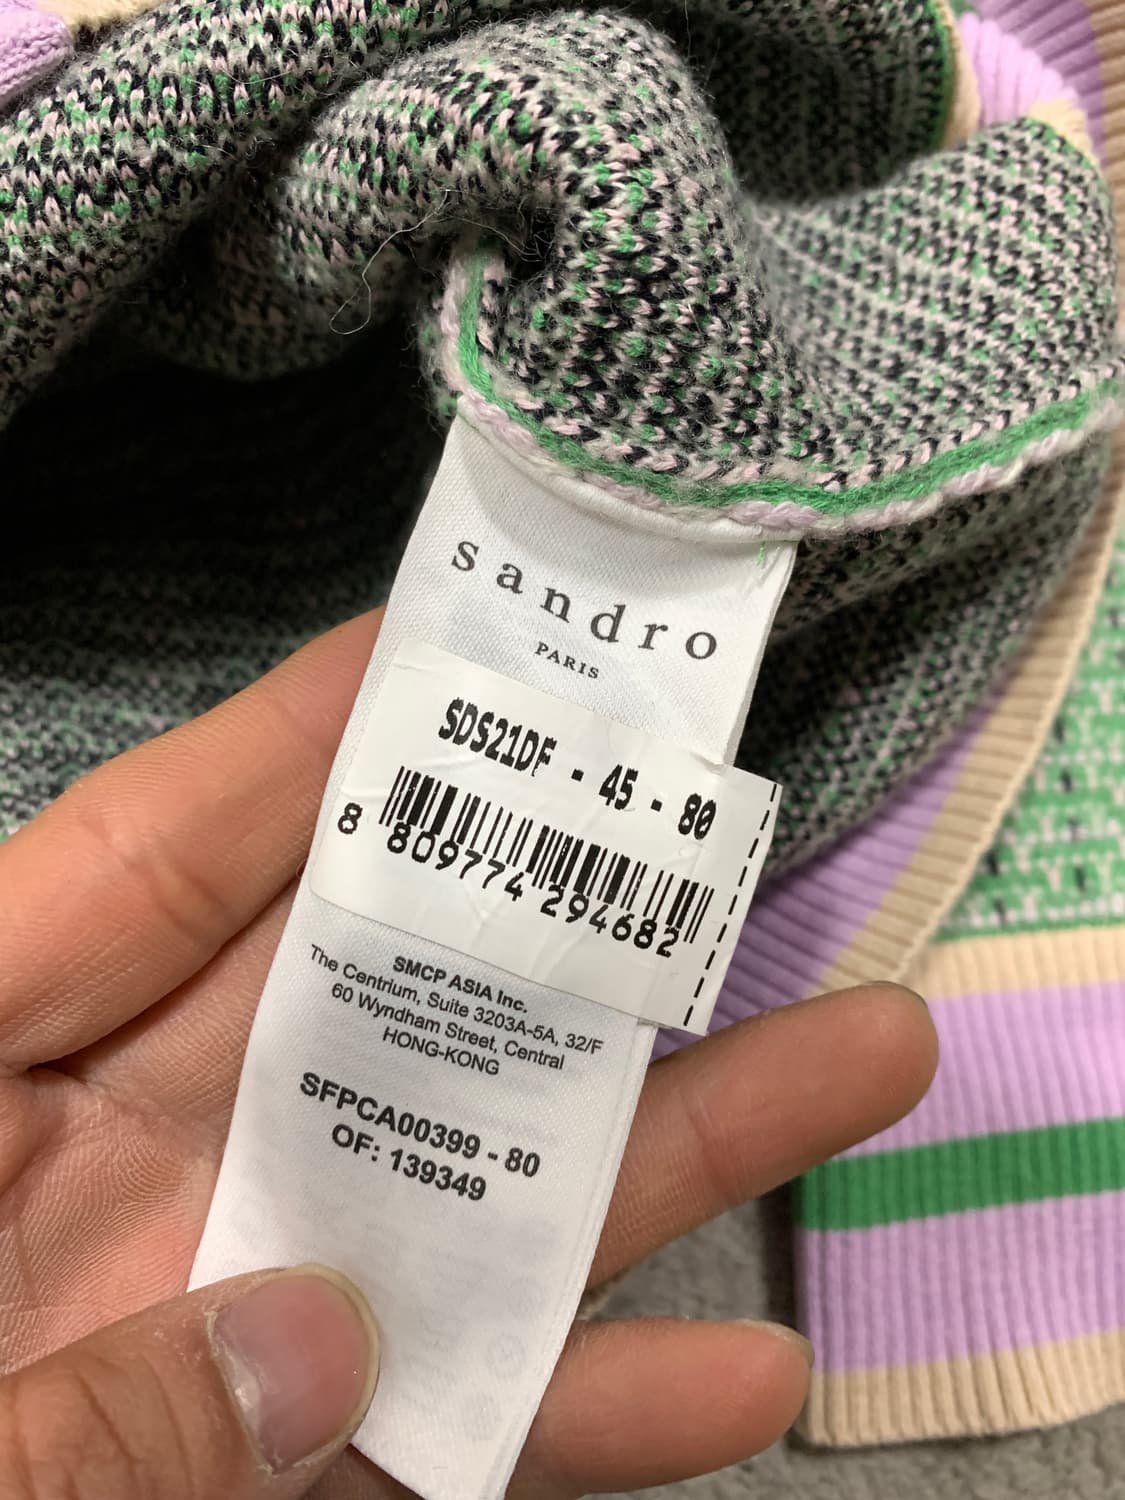 sandro
PARIS
SDS21DF - 45 - 80
8 809774 294682
SMCP ASIA Inc.
The Centrium, Suite 3203A-5A, 32/F
60 Wyndham Street, Central
HONG-KONG
SFPCA00399 - 80
OF: 139349